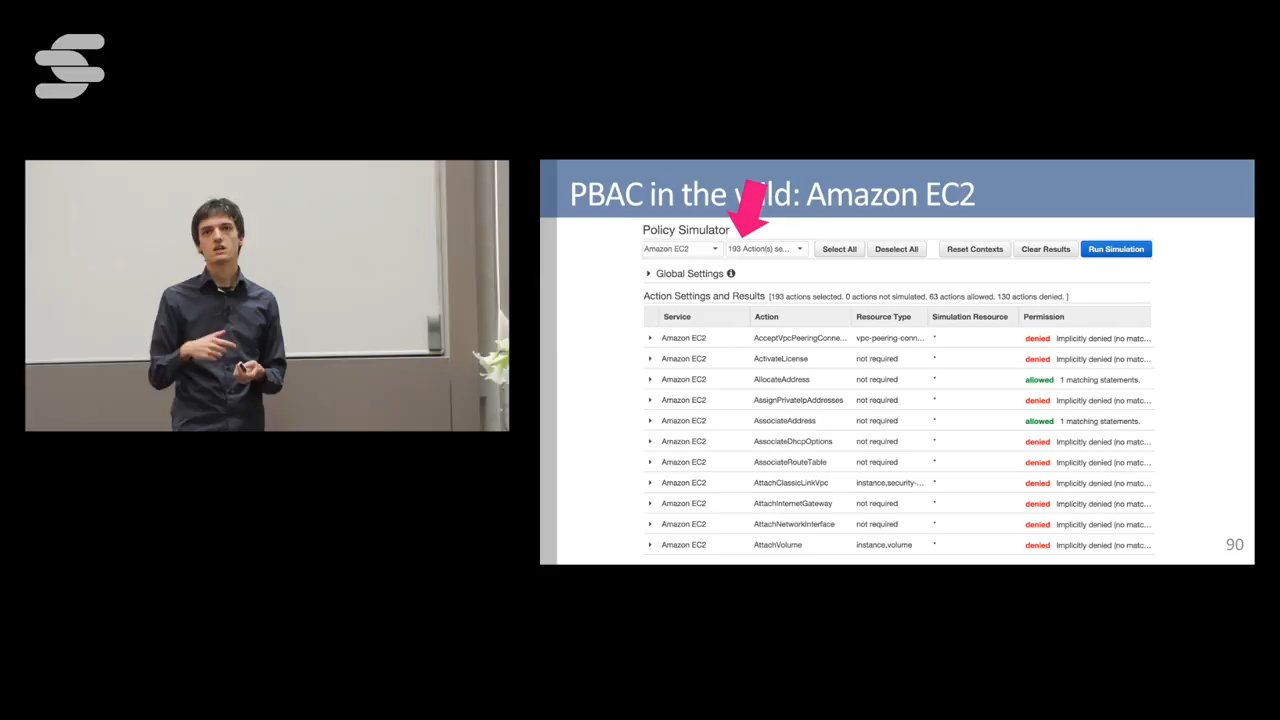 PBAC in the wild: Amazon EC2
Policy Simulator
Amazon EC2 193 Action(s) se... Select All Deselect All Reset Contexts Clear Results Run Simulation
Global Settings
Action Settings and Results [193 actions selected. 0 actions not simulated. 63 actions allowed. 130 actions denied. ]
Service Action Resource Type Simulation Resource Permission
Amazon EC2 AcceptVpcPeeringConne... vpc-peering-conn... * denied Implicitly denied (no matc...
Amazon EC2 ActivateLicense not required * denied Implicitly denied (no matc...
Amazon EC2 AllocateAddress not required * allowed 1 matching statements.
Amazon EC2 AssignPrivateIpAddresses not required * denied Implicitly denied (no matc...
Amazon EC2 AssociateAddress not required * allowed 1 matching statements.
Amazon EC2 AssociateDhcpOptions not required * denied Implicitly denied (no matc...
Amazon EC2 AssociateRouteTable not required * denied Implicitly denied (no matc...
Amazon EC2 AttachClassicLinkVpc instance,security-... * denied Implicitly denied (no matc...
Amazon EC2 AttachInternetGateway not required * denied Implicitly denied (no matc...
Amazon EC2 AttachNetworkInterface not required * denied Implicitly denied (no matc...
Amazon EC2 AttachVolume instance,volume * denied Implicitly denied (no matc...
90